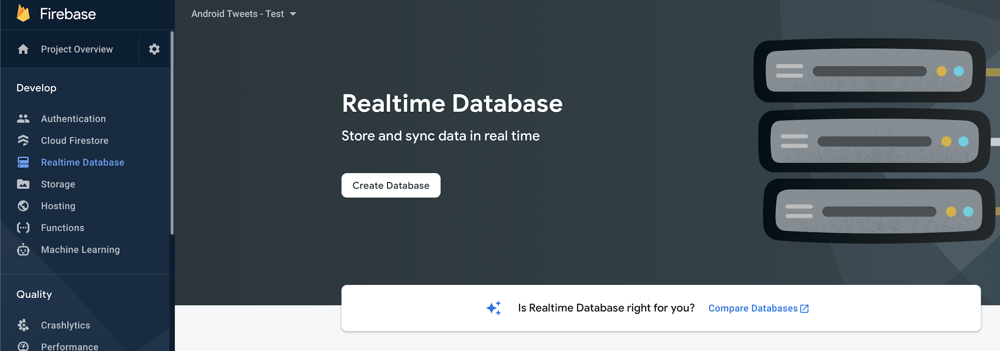 Firebase
Project Overview
Develop
Authentication
Cloud Firestore
Realtime Database
Storage
Hosting
Functions
Machine Learning
Quality
Crashlytics
Performance
Android Tweets - Test
Realtime Database
Store and sync data in real time
Create Database
Is Realtime Database right for you? Compare Databases